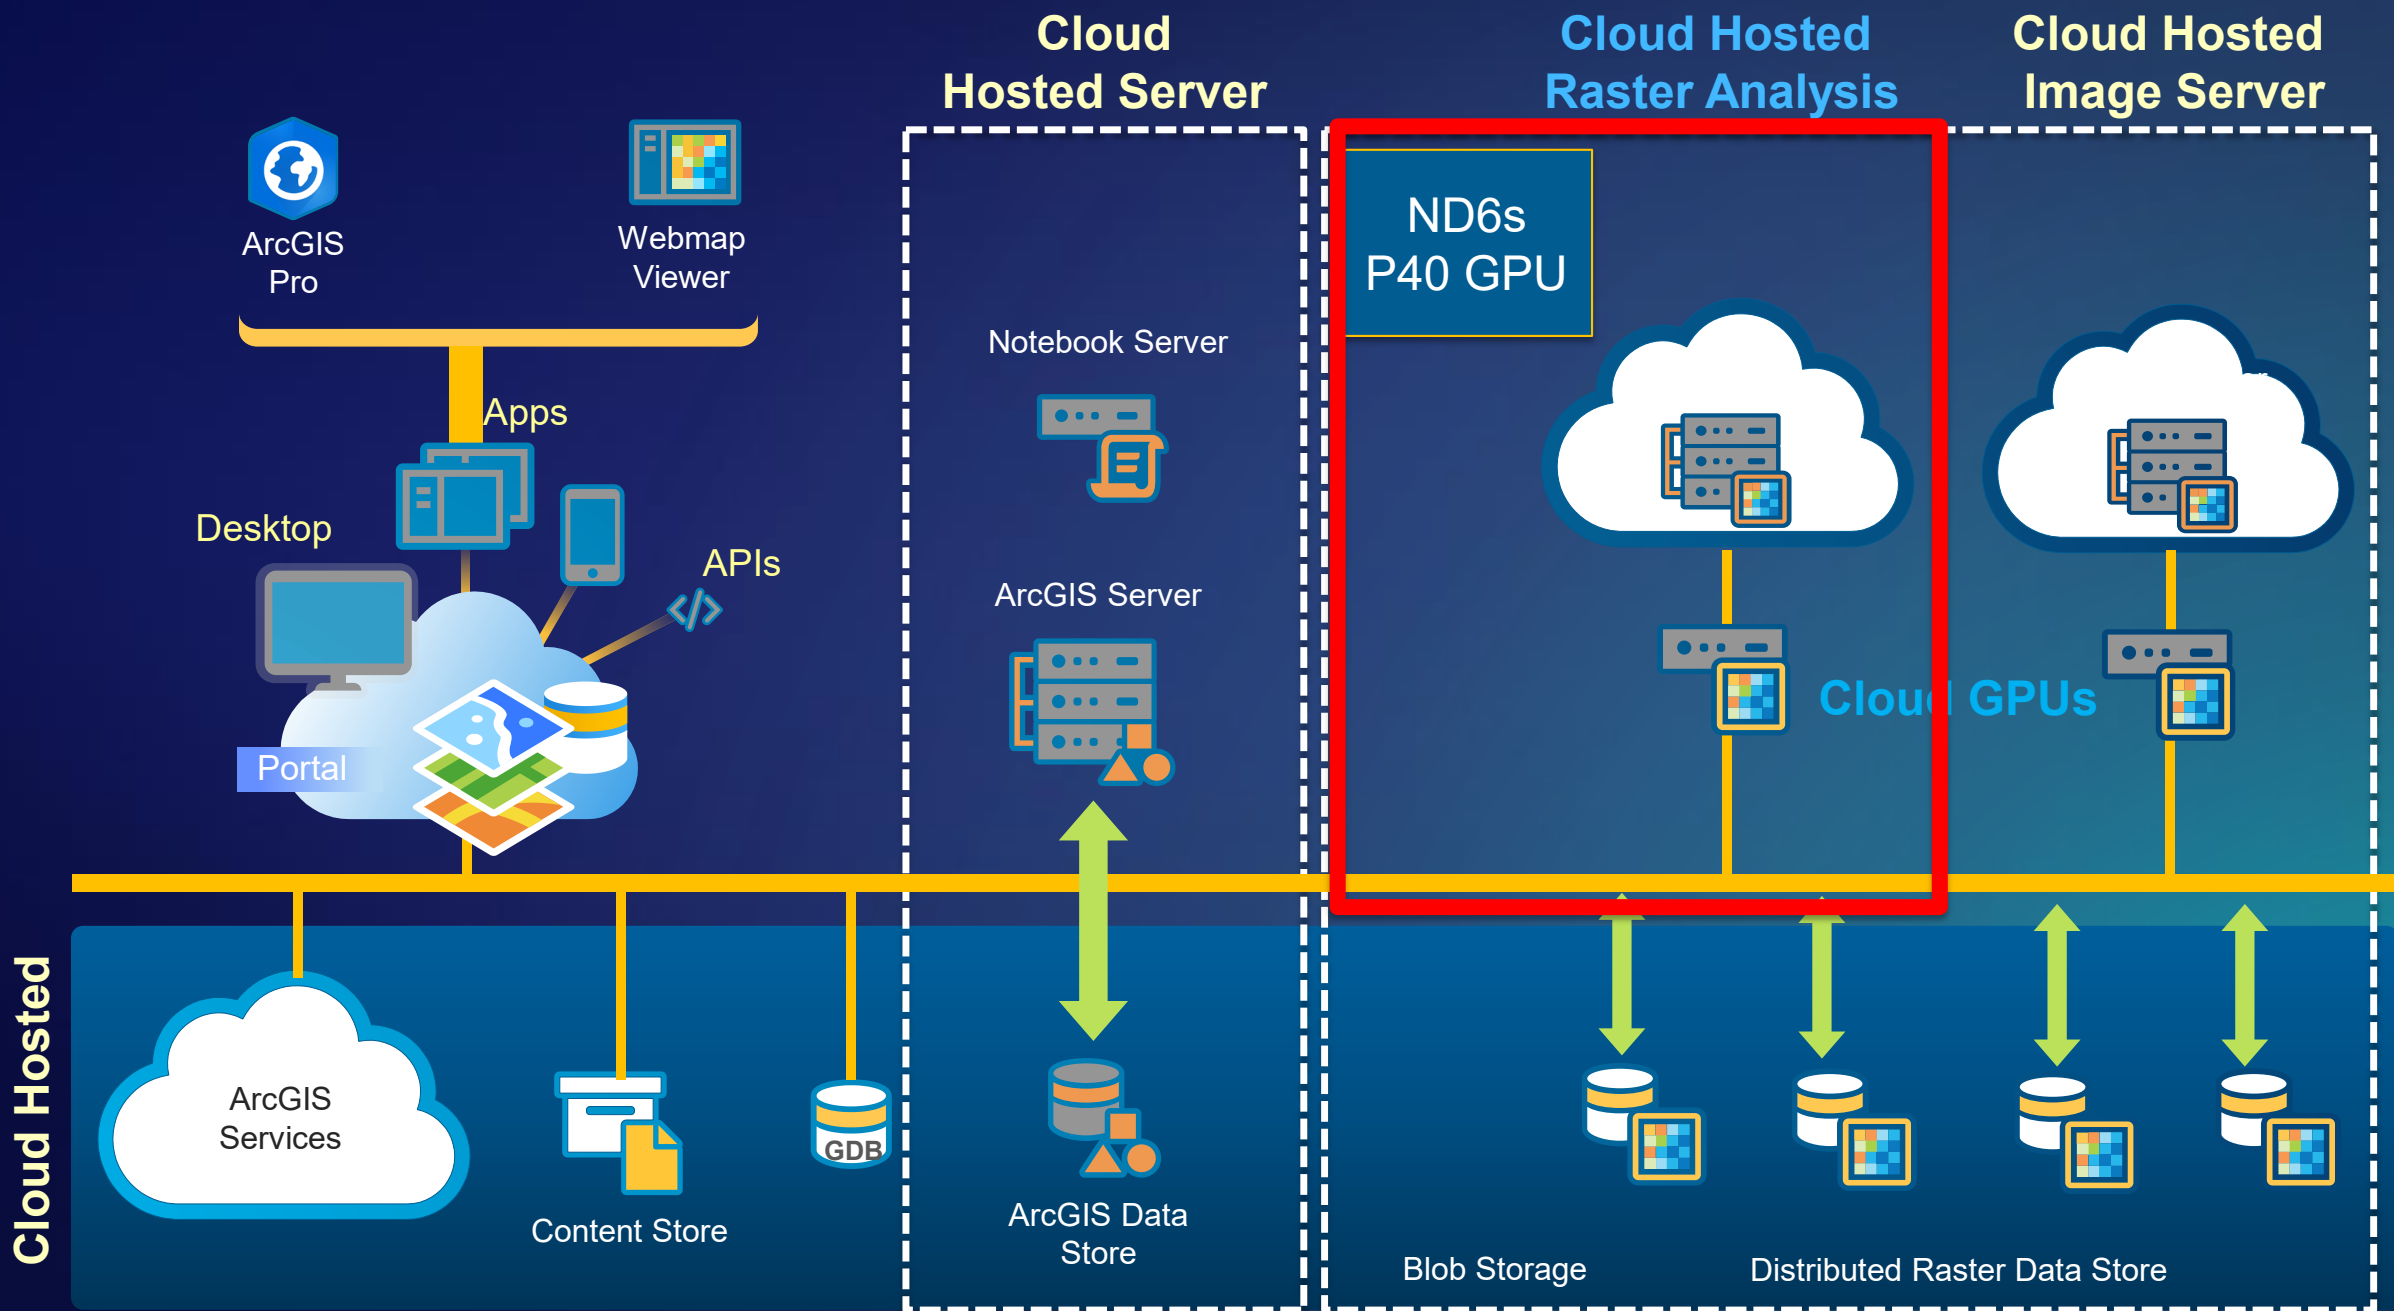 Cloud
Hosted Server
Cloud Hosted
Raster Analysis
Cloud Hosted
Image Server
ArcGIS
Pro
Webmap
Viewer
ND6s
P40 GPU
Notebook Server
Apps
Desktop
APIs
ArcGIS Server
Cloud GPUs
Portal
Cloud Hosted
ArcGIS
Services
GDB
Content Store
ArcGIS Data
Store
Blob Storage
Distributed Raster Data Store